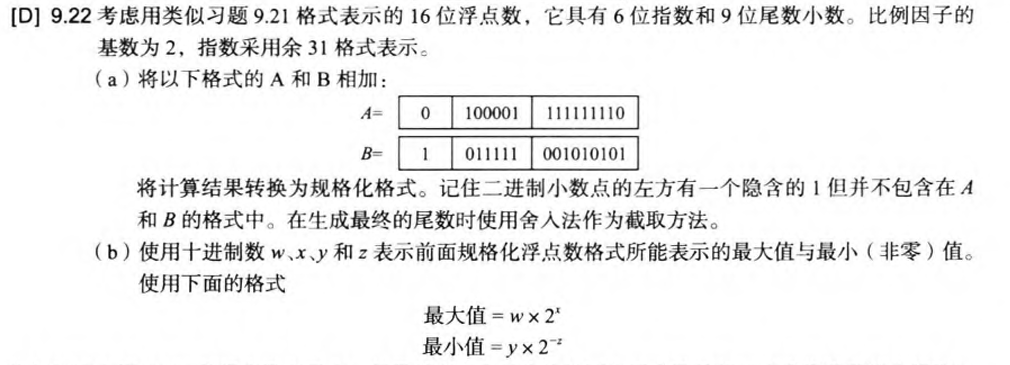 [D] 9.22 考虑用类似习题 9.21 格式表示的 16 位浮点数，它具有 6 位指数和 9 位尾数小数。比例因子的
基数为 2，指数采用余 31 格式表示。
（a）将以下格式的 A 和 B 相加：
A= 0 100001 111111110
B= 1 011111 001010101
将计算结果转换为规格化格式。记住二进制小数点的左方有一个隐含的 1 但并不包含在 A
和 B 的格式中。在生成最终的尾数时使用舍入法作为截取方法。
（b）使用十进制数 w、x、y 和 z 表示前面规格化浮点数格式所能表示的最大值与最小（非零）值。
使用下面的格式
最大值 = w × 2ˣ
最小值 = y × 2⁻ᶻ